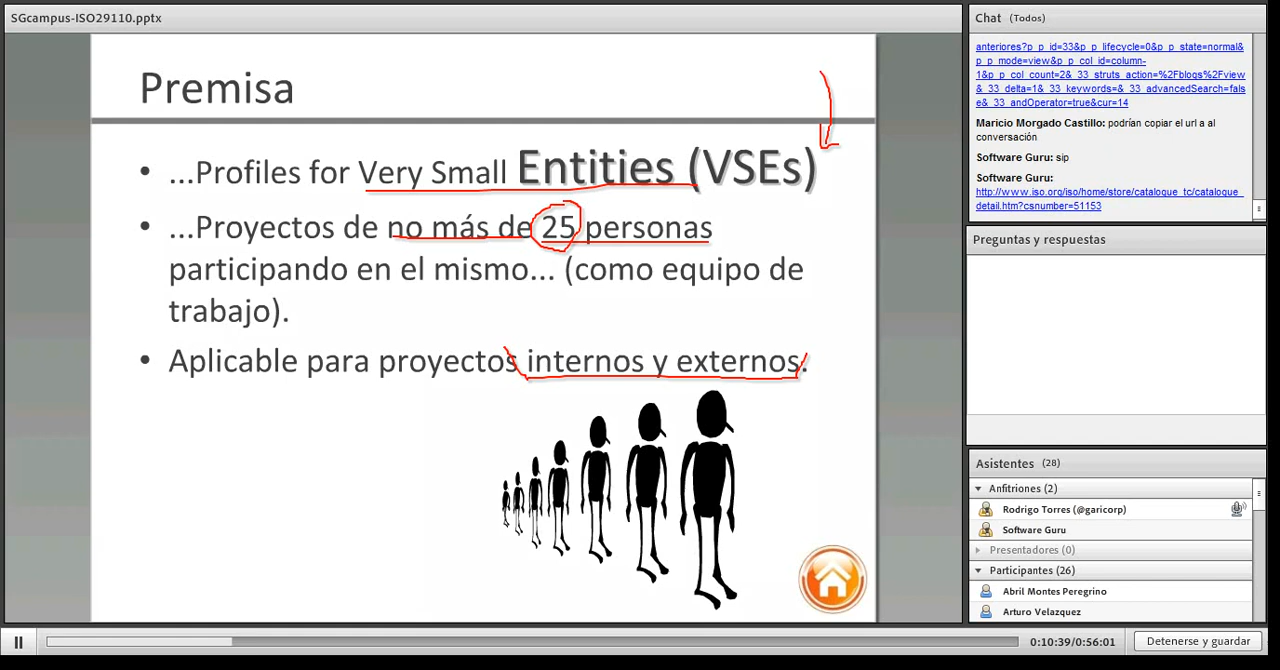 SGcampus-ISO29110.pptx
Premisa
• ...Profiles for Very Small Entities (VSEs)
• ...Proyectos de no más de 25 personas
participando en el mismo... (como equipo de
trabajo).
• Aplicable para proyectos internos y externos.
Chat (Todos)
anteriores?p_p_id=33&p_p_lifecycle=0&p_p_state=normal&
p_p_mode=view&p_p_col_id=column-
1&p_p_col_count=2&_33_struts_action=%2Fblogs%2Fview
&_33_delta=1&_33_keywords=&_33_advancedSearch=fals
e&_33_andOperator=true&cur=14
Maricio Morgado Castillo: podrían copiar el url a al
conversación
Software Guru: sip
Software Guru:
http://www.iso.org/iso/home/store/catalogue_tc/catalogue_
detail.htm?csnumber=51153
Preguntas y respuestas
Asistentes (28)
Anfitriones (2)
Rodrigo Torres (@garicorp)
Software Guru
Presentadores (0)
Participantes (26)
Abril Montes Peregrino
Arturo Velazquez
0:10:39/0:56:01
Detenerse y guardar